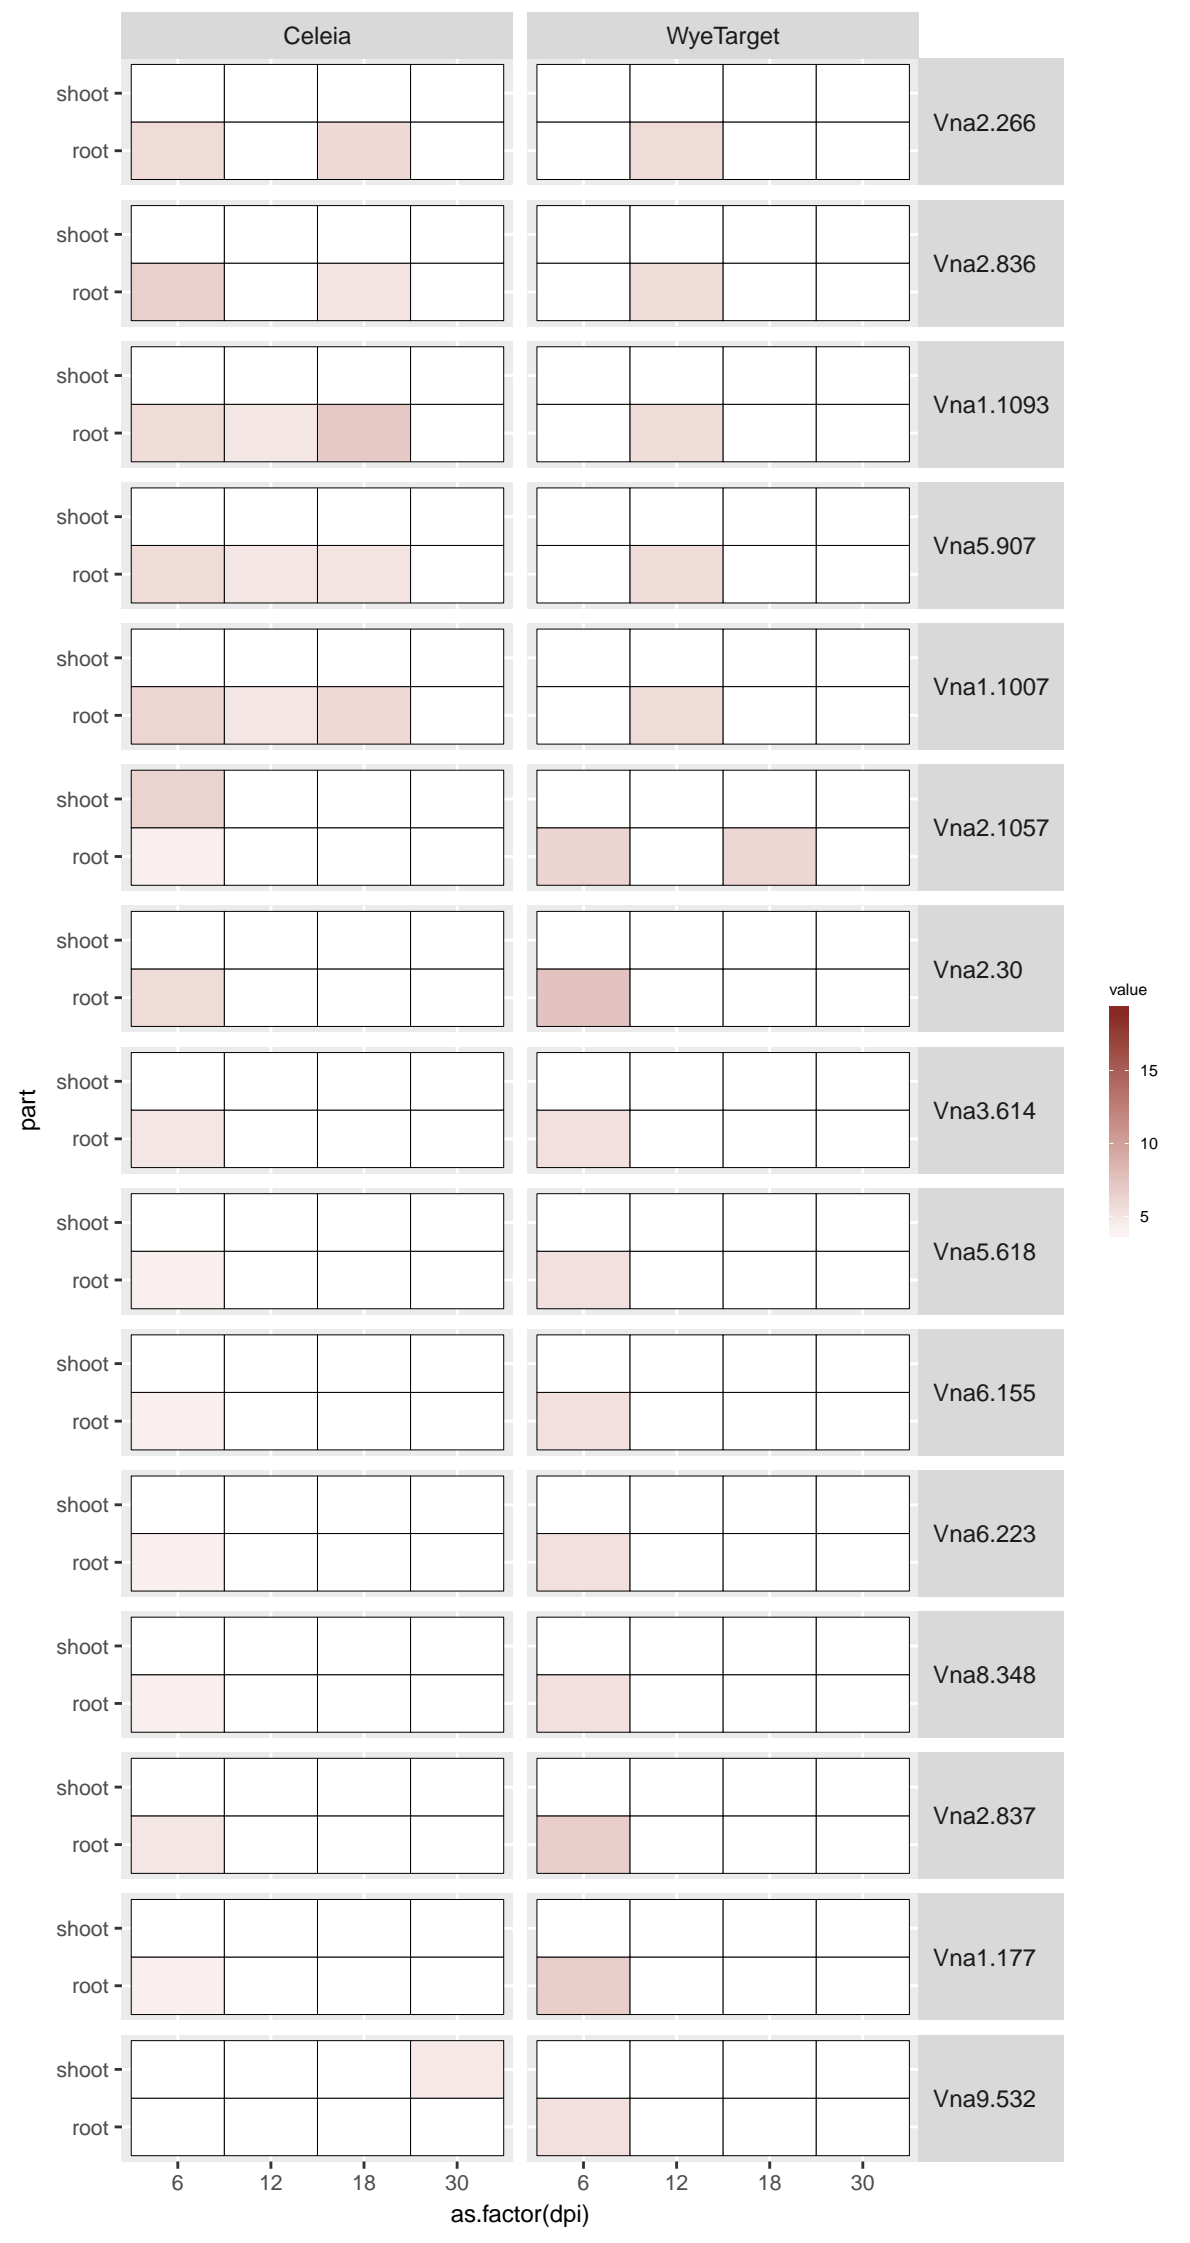 Celeia WyeTarget
shoot
root
Vna2.266
shoot
root
Vna2.836
shoot
root
Vna1.1093
shoot
root
Vna5.907
shoot
root
Vna1.1007
shoot
root
Vna2.1057
shoot
root
Vna2.30
shoot
root
Vna3.614
shoot
root
Vna5.618
shoot
root
Vna6.155
shoot
root
Vna6.223
shoot
root
Vna8.348
shoot
root
Vna2.837
shoot
root
Vna1.177
shoot
root
Vna9.532
6 12 18 30 6 12 18 30
as.factor(dpi)
part
value
15
10
5